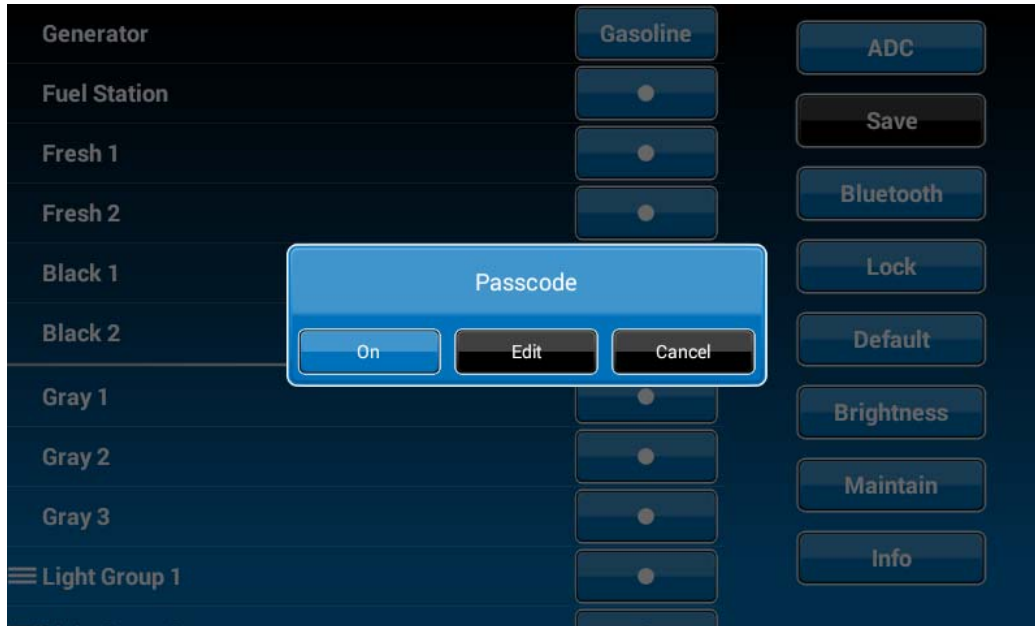 Generator
Gasoline
ADC
Fuel Station
Save
Fresh 1
Fresh 2
Bluetooth
Black 1
Passcode
Lock
Black 2
On
Edit
Cancel
Default
Gray 1
Brightness
Gray 2
Maintain
Gray 3
Info
Light Group 1